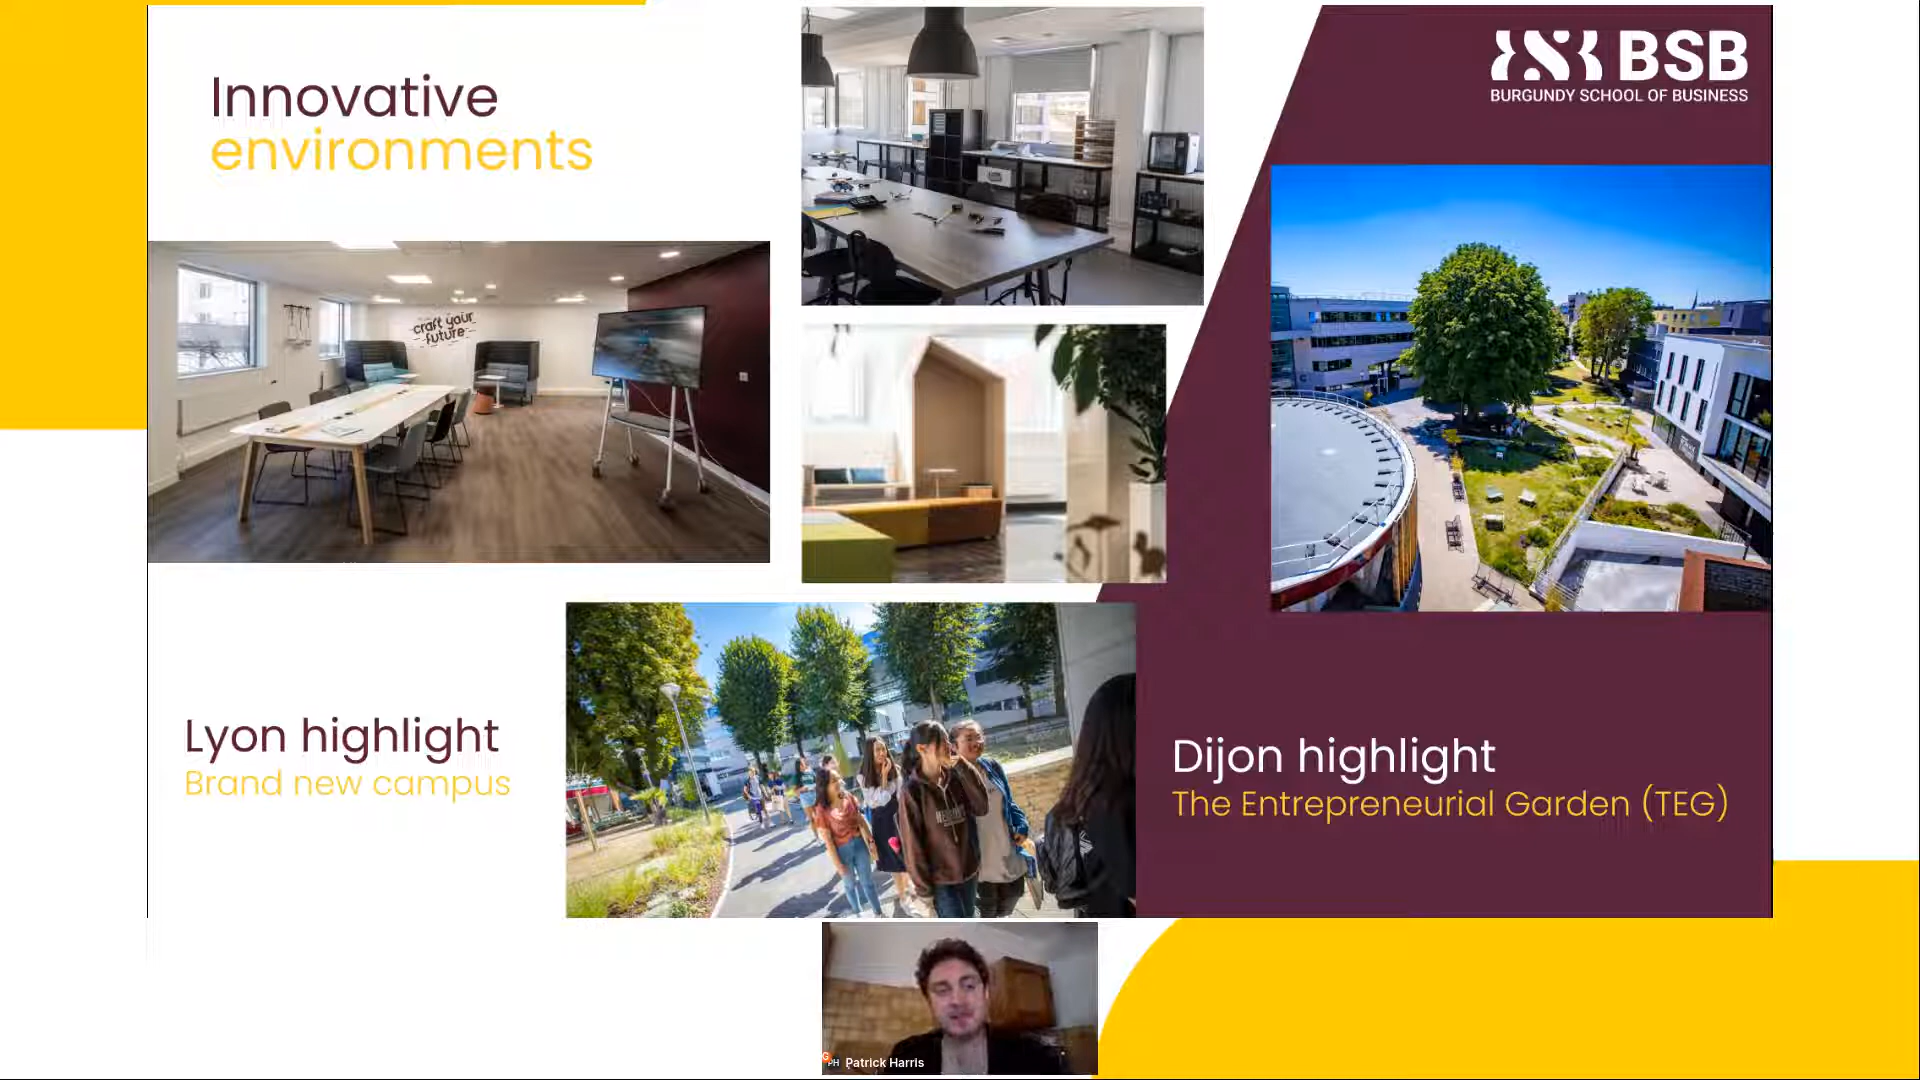 Innovative
environments
BSB
BURGUNDY SCHOOL OF BUSINESS
craft your
future
Lyon highlight
Brand new campus
Dijon highlight
The Entrepreneurial Garden (TEG)
G
PH
Patrick Harris